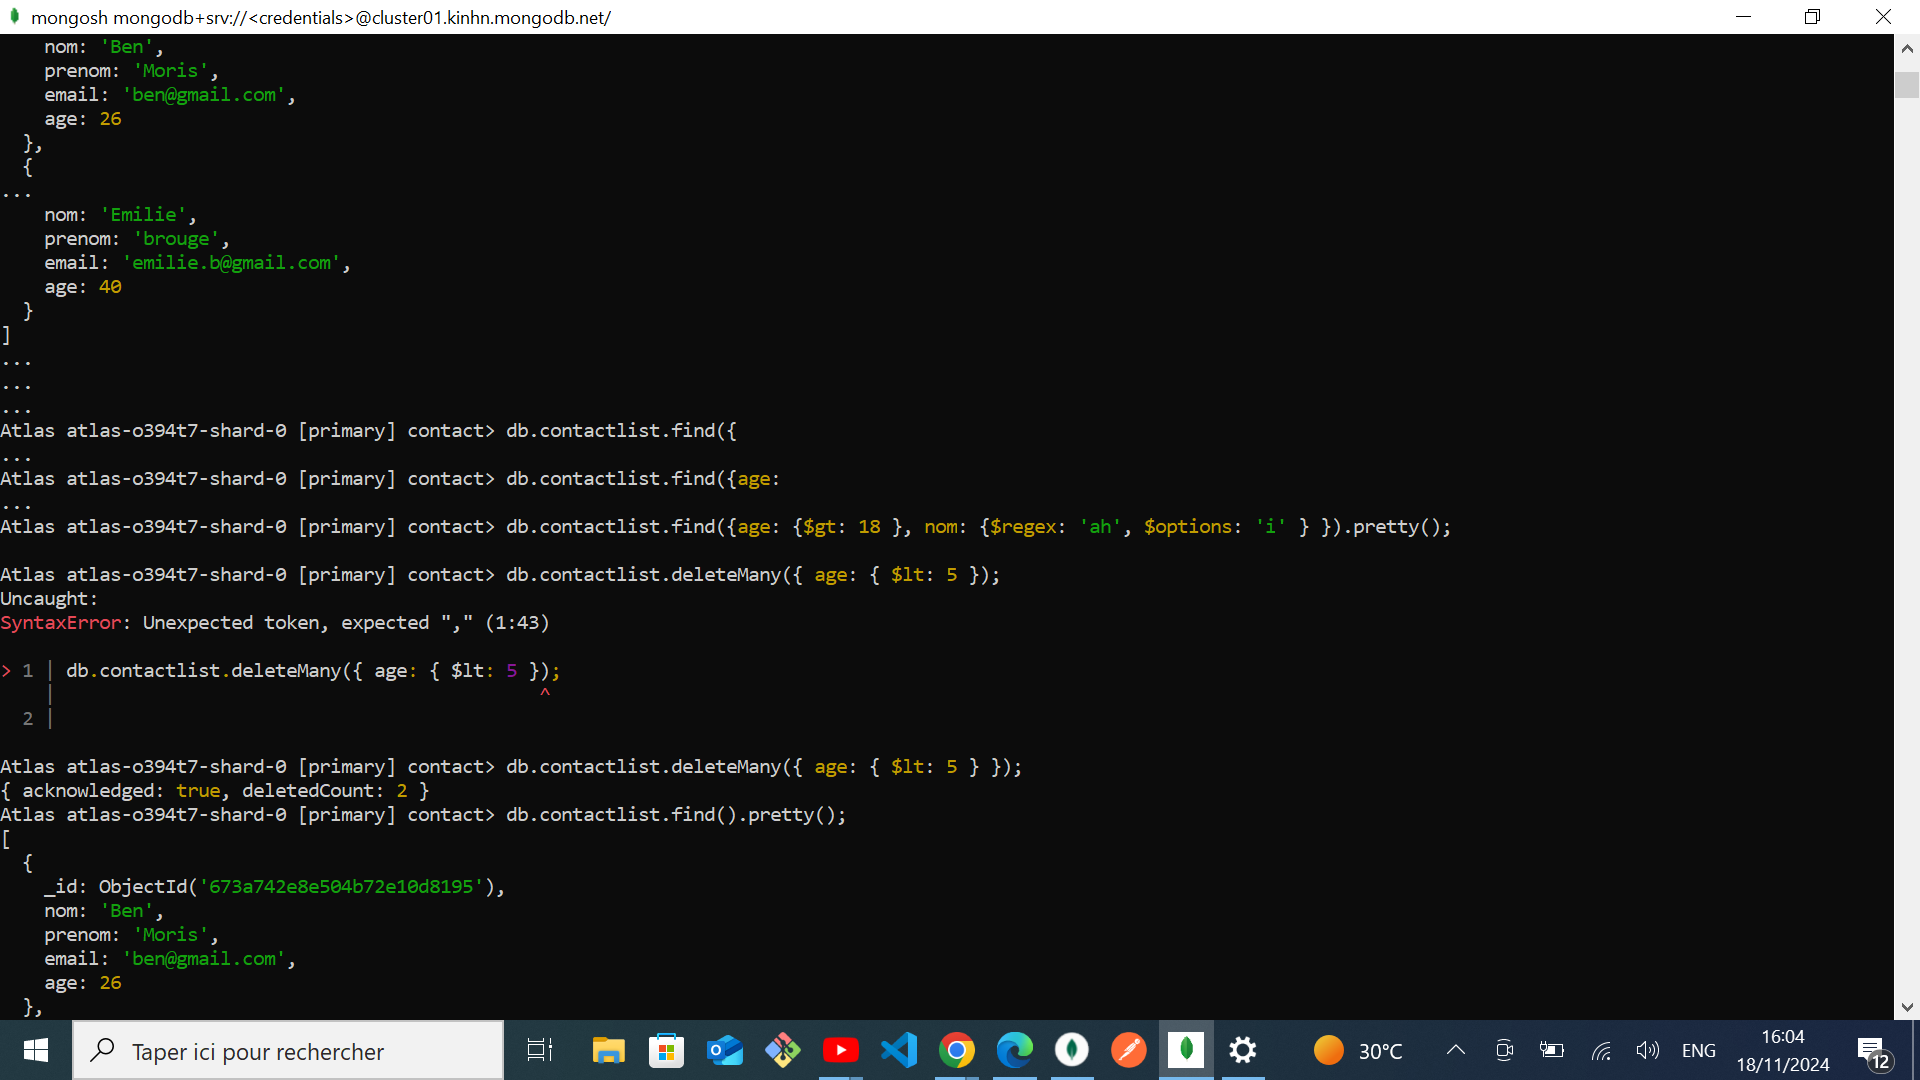 mongosh mongodb+srv://<credentials>@cluster01.kinhn.mongodb.net/
    nom: 'Ben',
    prenom: 'Moris',
    email: 'ben@gmail.com',
    age: 26
  },
  {
...
    nom: 'Emilie',
    prenom: 'brouge',
    email: 'emilie.b@gmail.com',
    age: 40
  }
]
...
...
...
Atlas atlas-o394t7-shard-0 [primary] contact> db.contactlist.find({
...
Atlas atlas-o394t7-shard-0 [primary] contact> db.contactlist.find({age:
...
Atlas atlas-o394t7-shard-0 [primary] contact> db.contactlist.find({age: {$gt: 18 }, nom: {$regex: 'ah', $options: 'i' } }).pretty();
Atlas atlas-o394t7-shard-0 [primary] contact> db.contactlist.deleteMany({ age: { $lt: 5 });
Uncaught:
SyntaxError: Unexpected token, expected "," (1:43)
> 1 | db.contactlist.deleteMany({ age: { $lt: 5 });
    |                                            ^
  2 |
Atlas atlas-o394t7-shard-0 [primary] contact> db.contactlist.deleteMany({ age: { $lt: 5 } });
{ acknowledged: true, deletedCount: 2 }
Atlas atlas-o394t7-shard-0 [primary] contact> db.contactlist.find().pretty();
[
  {
    _id: ObjectId('673a742e8e504b72e10d8195'),
    nom: 'Ben',
    prenom: 'Moris',
    email: 'ben@gmail.com',
    age: 26
  },
Taper ici pour rechercher
30°C
ENG
16:04
18/11/2024
12